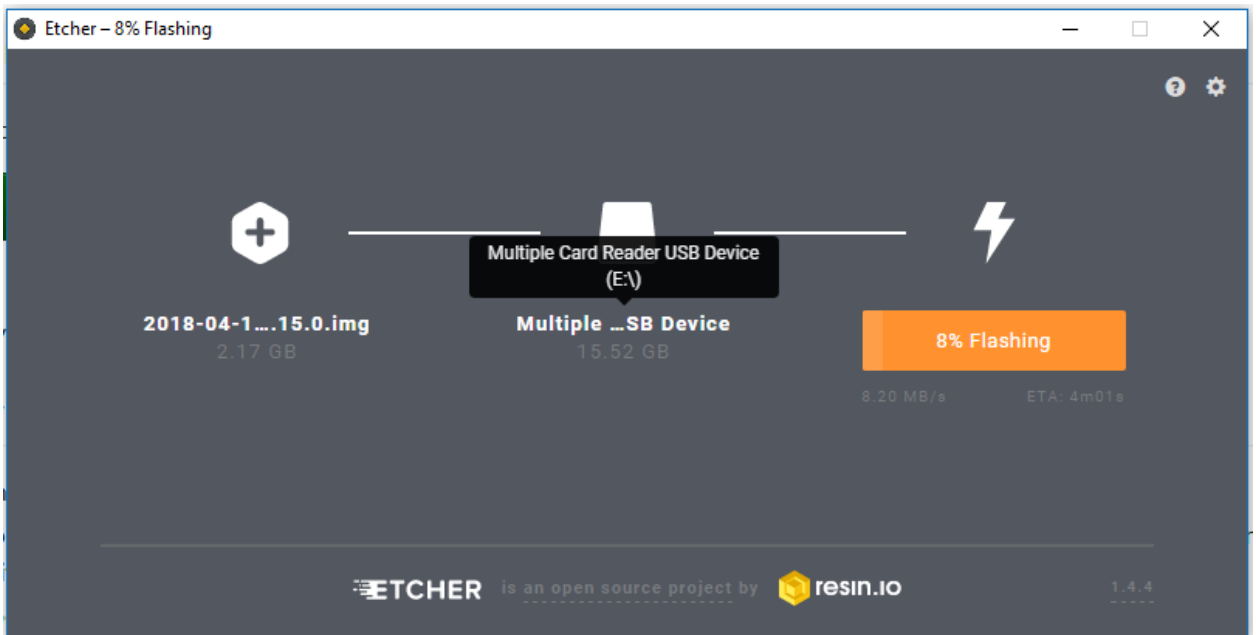 Etcher – 8% Flashing
Multiple Card Reader USB Device
(E:\)
2018-04-1….15.0.img
Multiple …SB Device
2.17 GB
15.52 GB
8% Flashing
8.20 MB/s
ETA: 4m01s
ETCHER is an open source project by resin.io
1.4.4